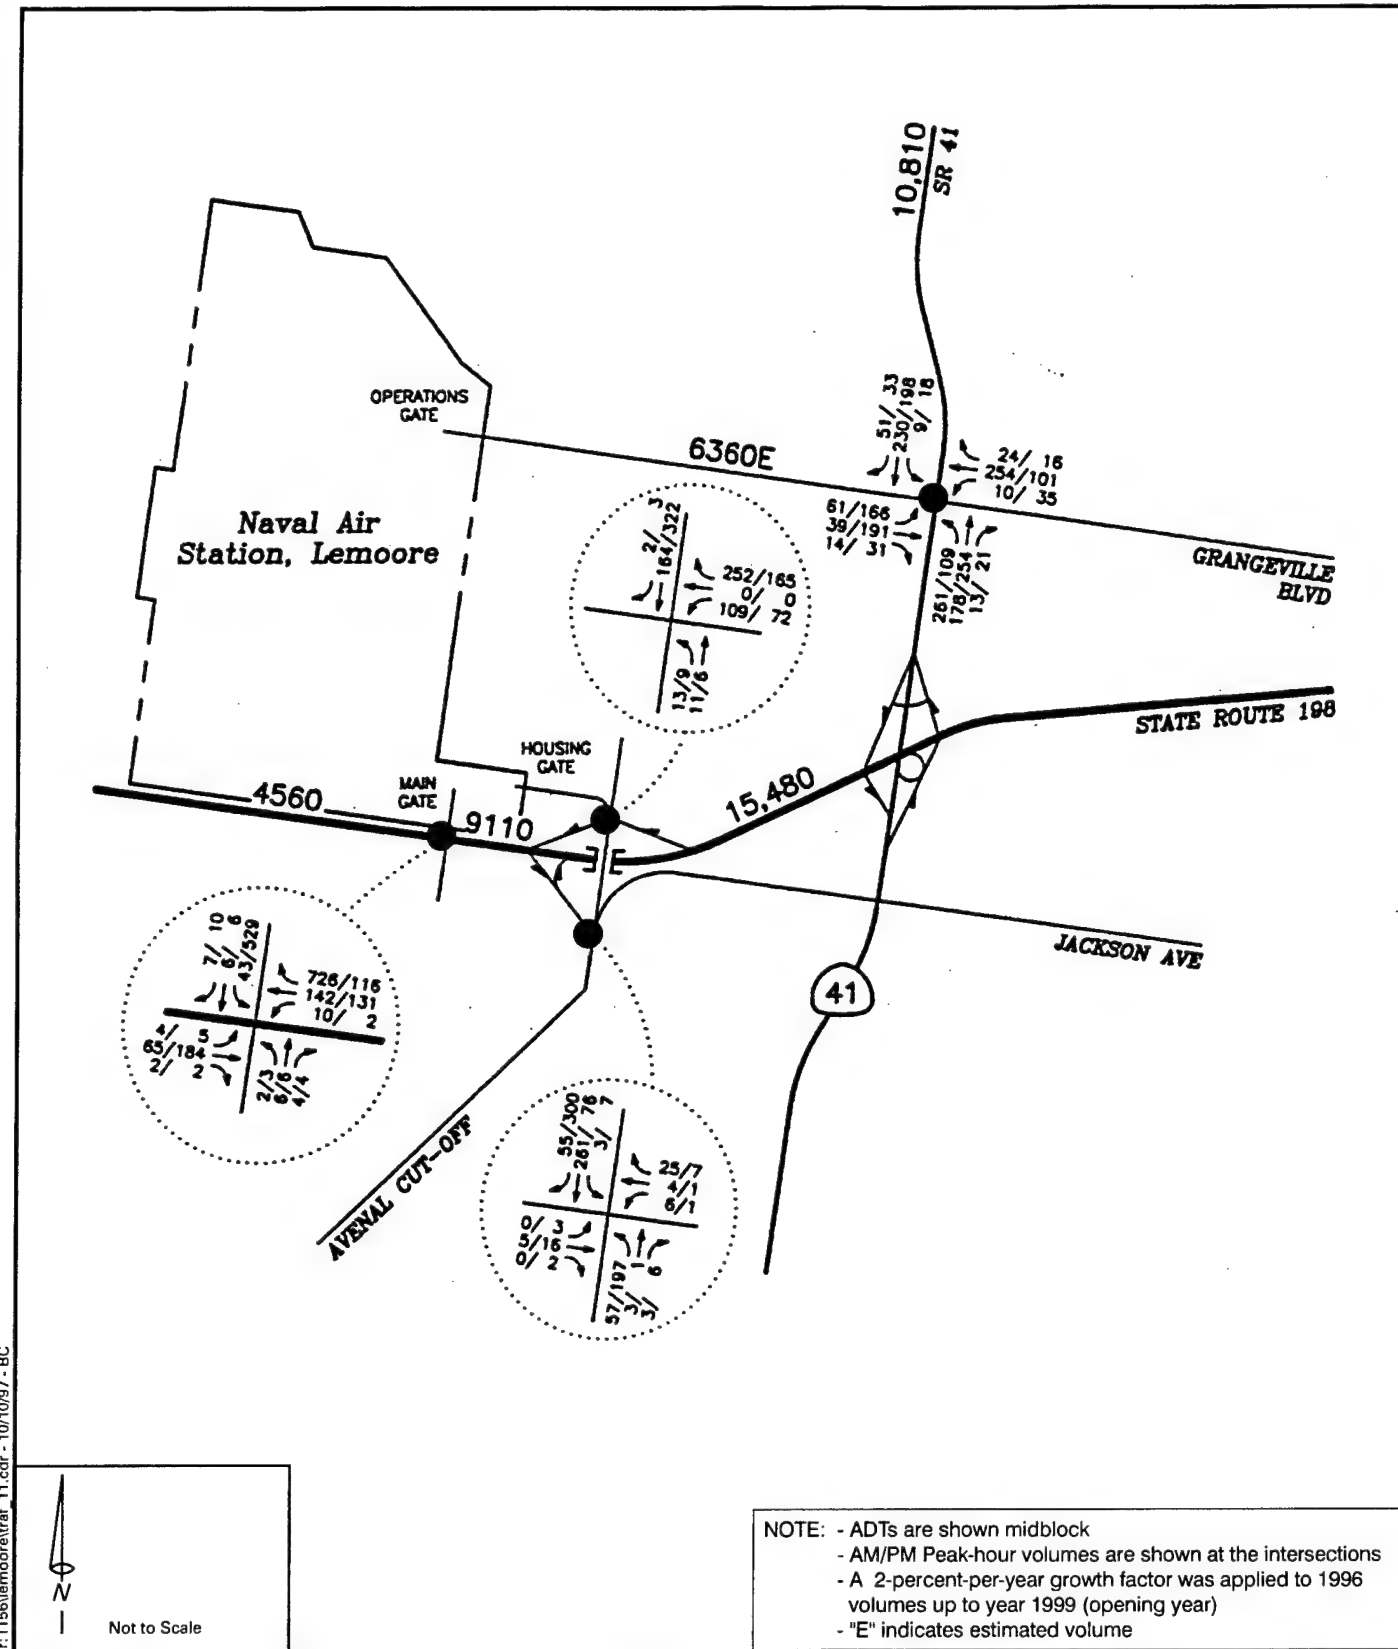 10,810
SR 41
OPERATIONS
GATE
6360E
51/ 33
230/198
9/ 18
24/ 16
254/101
10/ 35
61/166
39/191
14/ 31
261/109
178/254
13/ 21
GRANGEVILLE
BLVD
Naval Air
Station, Lemoore
2/ 3
164/322
252/165
0/ 0
109/ 72
13/9
11/6
STATE ROUTE 198
HOUSING
GATE
MAIN
GATE
4560
9110
15,480
JACKSON AVE
41
7/ 10
6/ 6
43/529
726/116
142/131
10/ 2
4/ 5
65/184
2/ 2
2/3
6/6
4/4
AVENAL CUT-OFF
55/300
261/ 76
3/ 7
25/7
4/1
6/1
0/ 3
5/16
0/ 2
57/197
3/ 1
3/ 6
N
Not to Scale
NOTE: - ADTs are shown midblock
- AM/PM Peak-hour volumes are shown at the intersections
- A 2-percent-per-year growth factor was applied to 1996
volumes up to year 1999 (opening year)
- "E" indicates estimated volume